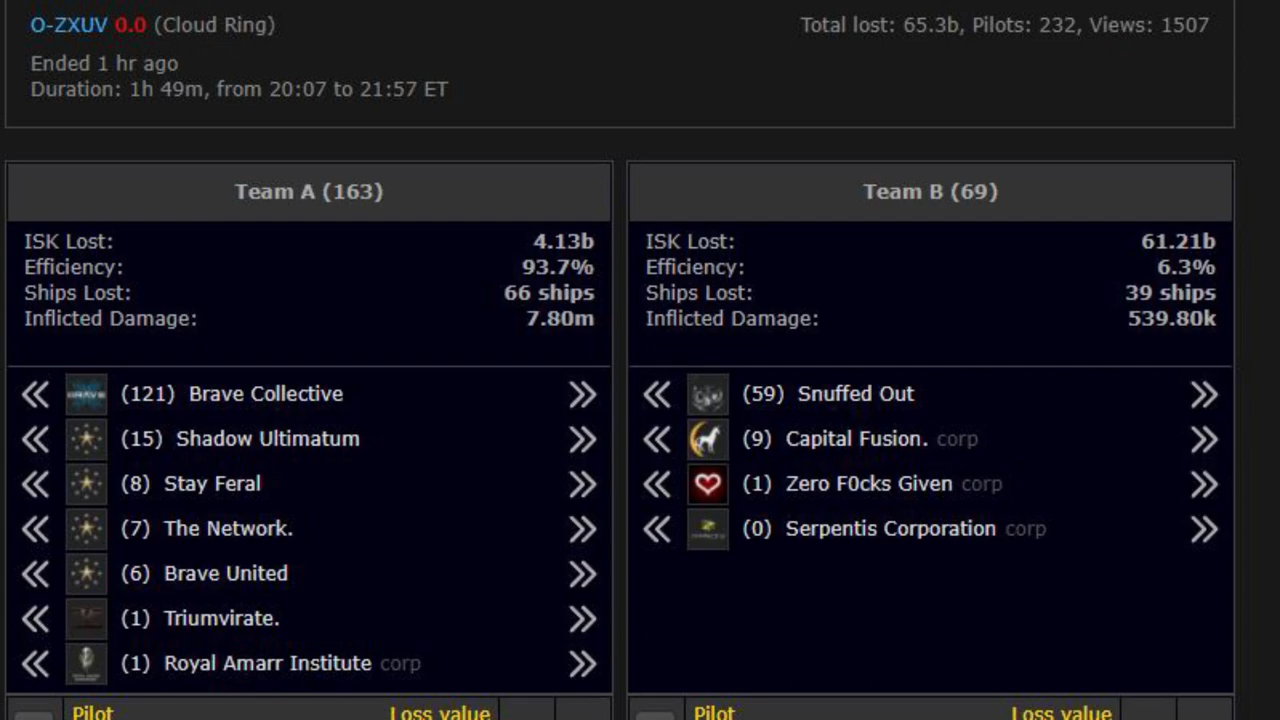 O-ZXUV 0.0 (Cloud Ring)
Total lost: 65.3b, Pilots: 232, Views: 1507
Ended 1 hr ago
Duration: 1h 49m, from 20:07 to 21:57 ET
Team A (163)
ISK Lost: 4.13b
Efficiency: 93.7%
Ships Lost: 66 ships
Inflicted Damage: 7.80m
(121) Brave Collective
(15) Shadow Ultimatum
(8) Stay Feral
(7) The Network.
(6) Brave United
(1) Triumvirate.
(1) Royal Amarr Institute corp
Pilot Loss value
Team B (69)
ISK Lost: 61.21b
Efficiency: 6.3%
Ships Lost: 39 ships
Inflicted Damage: 539.80k
(59) Snuffed Out
(9) Capital Fusion. corp
(1) Zero F0cks Given corp
(0) Serpentis Corporation corp
Pilot Loss value